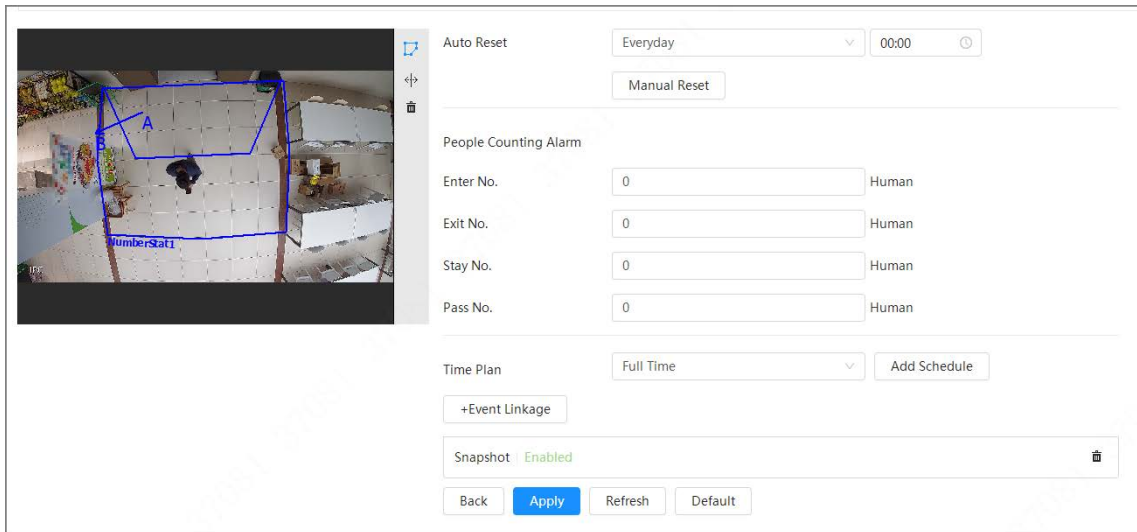 Auto Reset
Everyday
00:00
Manual Reset
People Counting Alarm
Enter No.
0
Human
Exit No.
0
Human
Stay No.
0
Human
Pass No.
0
Human
A
B
NumberStat1
IPC
Time Plan
Full Time
Add Schedule
+Event Linkage
Snapshot
Enabled
Back
Apply
Refresh
Default